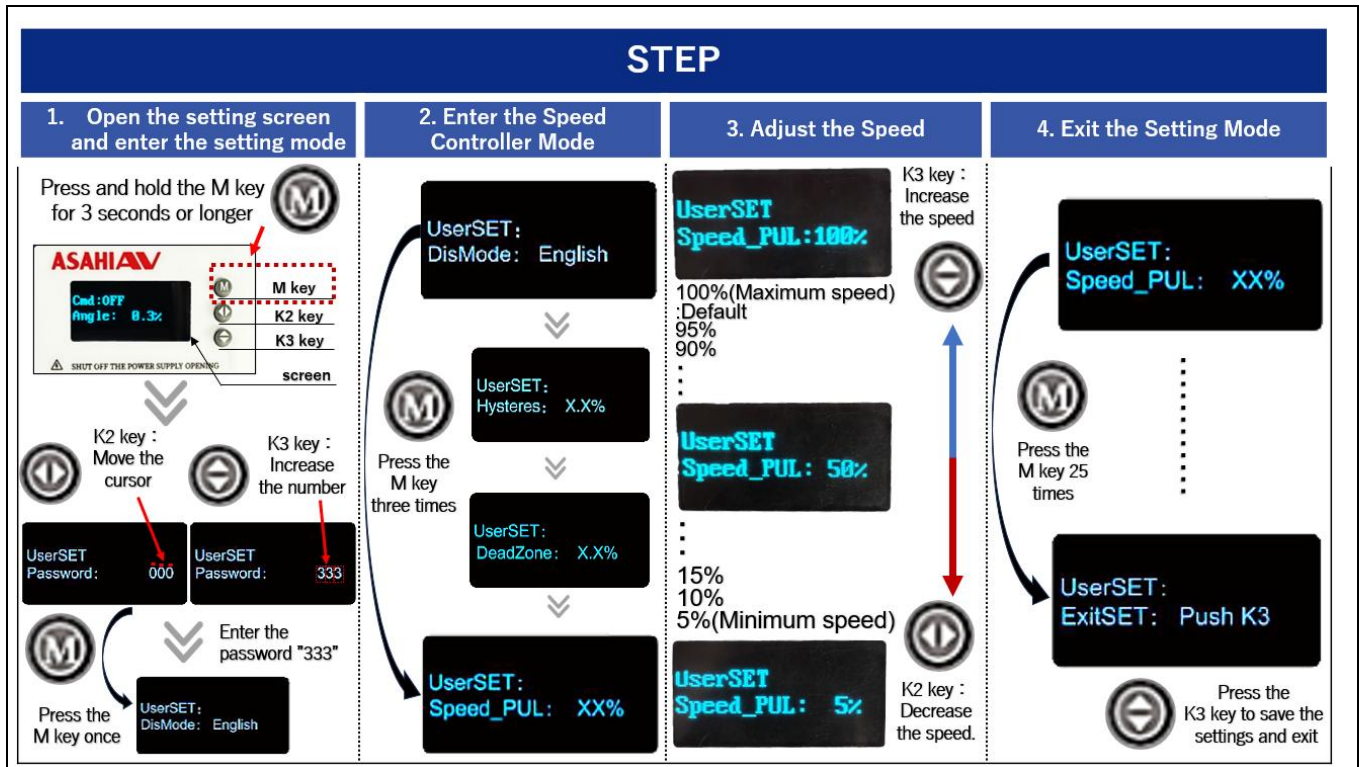 STEP
1. Open the setting screen
and enter the setting mode
Press and hold the M key
for 3 seconds or longer
M
ASAHI AV
Cmd:OFF
Angle: 0.3%
M
M key
K2 key
K3 key
screen
⚠ SHUT OFF THE POWER SUPPLY OPENING
K2 key:
Move the
cursor
K3 key:
Increase
the number
UserSET
Password: 000
UserSET
Password: 333
M
Press the
M key once
Enter the
password "333"
UserSET:
DisMode: English
2. Enter the Speed
Controller Mode
UserSET:
DisMode: English
M
Press the
M key
three times
UserSET:
Hysteres: X.X%
UserSET:
DeadZone: X.X%
UserSET:
Speed_PUL: XX%
3. Adjust the Speed
UserSET
Speed_PUL:100%
K3 key:
Increase
the speed
100%(Maximum speed)
:Default
95%
90%
UserSET
Speed_PUL: 50%
15%
10%
5%(Minimum speed)
UserSET
Speed_PUL: 5%
K2 key:
Decrease
the speed.
4. Exit the Setting Mode
UserSET:
Speed_PUL: XX%
M
Press the
M key 25
times
UserSET:
ExitSET: Push K3
Press the
K3 key to save the
settings and exit